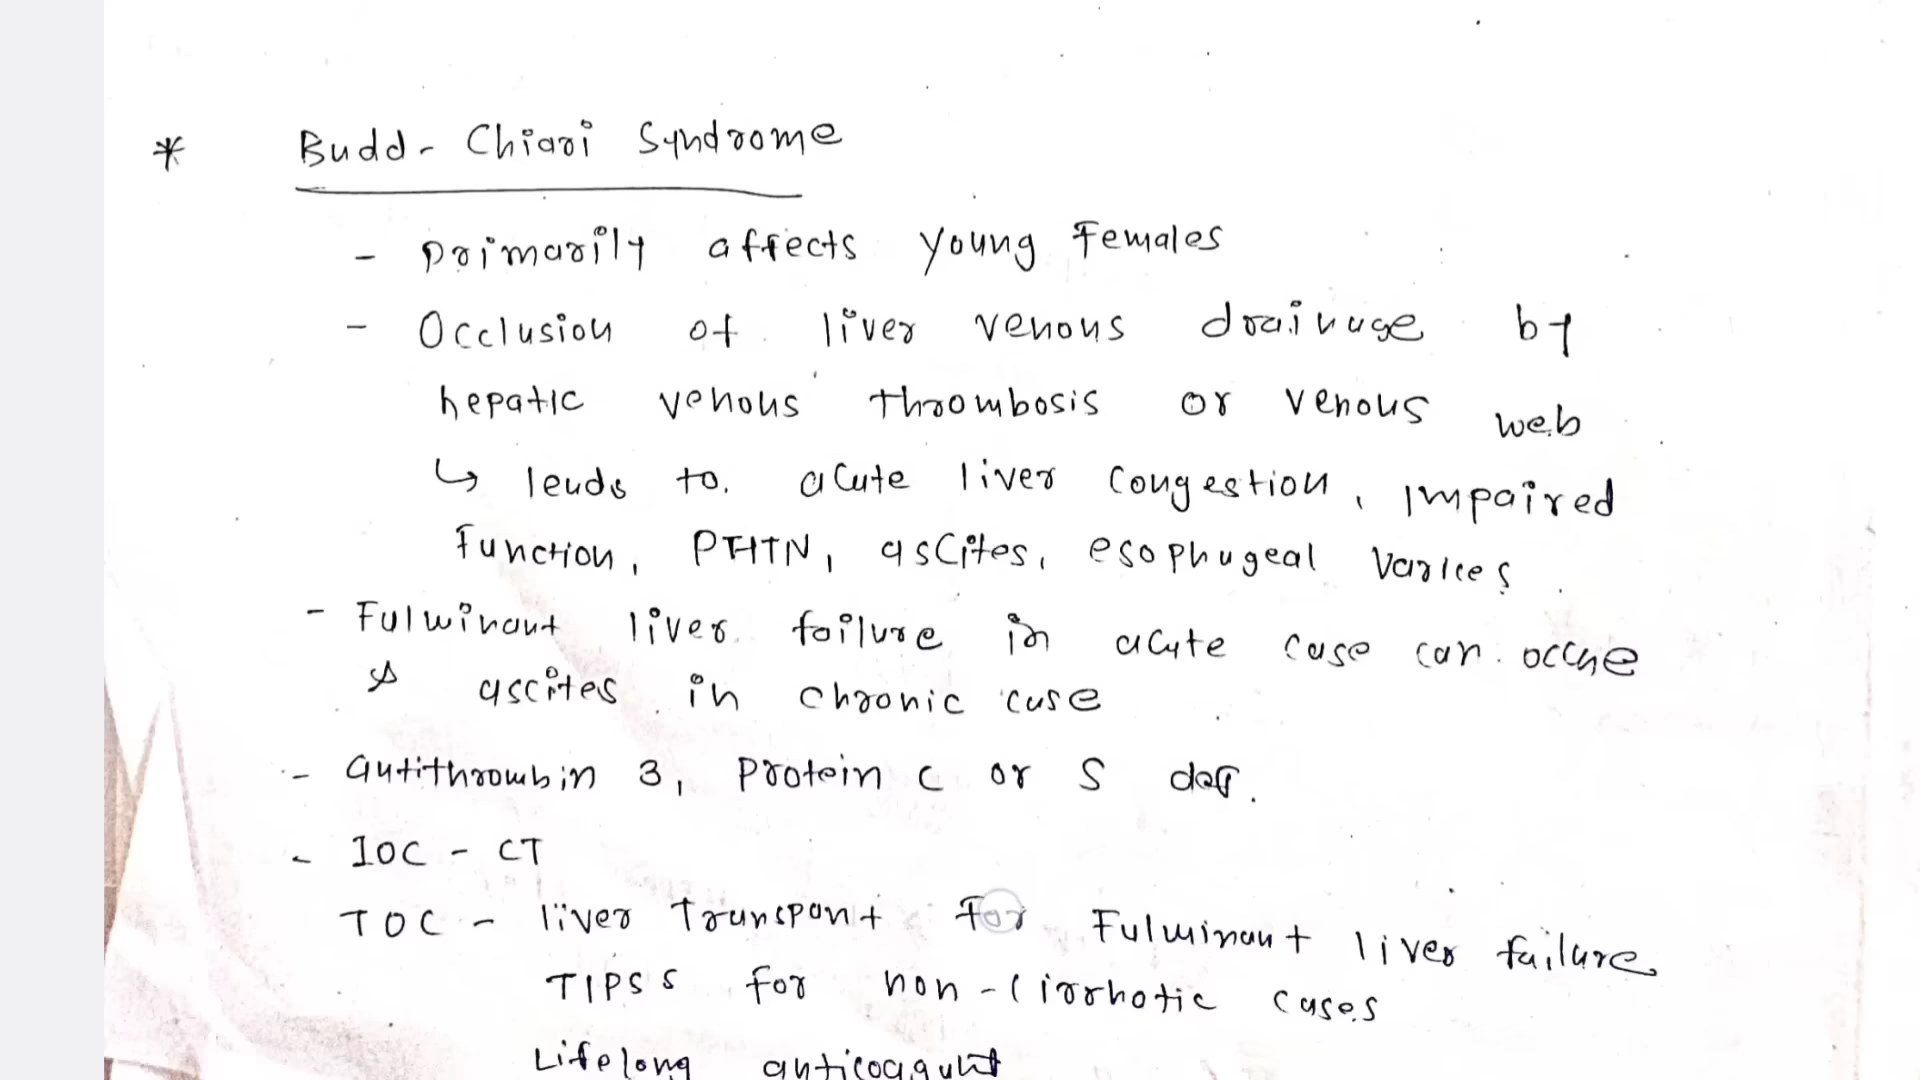 * Budd- Chiari Syndrome
- Primarily affects young Females
- Occlusion of liver venous drainage by
hepatic venous thrombosis or venous web
↳ leads to acute liver congestion, impaired
function, PHTN, ascites, esophageal varices
- Fulminant liver failure in acute case can occue
& ascites in chronic case
- antithrombin 3, Protein C or S def.
- IOC - CT
TOC - liver transpant for Fulminant liver failure
TIPSS for non-cirrhotic cases
Lifelong anticoagulnt